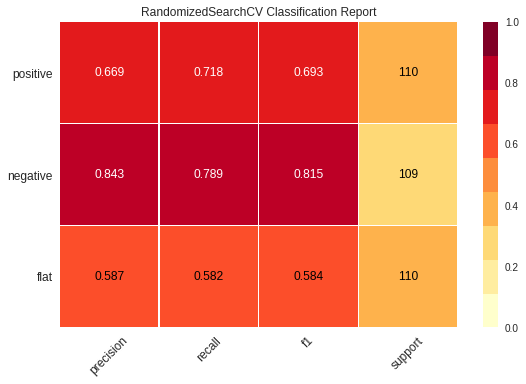 RandomizedSearchCV Classification Report
positive 0.669 0.718 0.693 110
negative 0.843 0.789 0.815 109
flat 0.587 0.582 0.584 110
precision recall f1 support
1.0
0.8
0.6
0.4
0.2
0.0